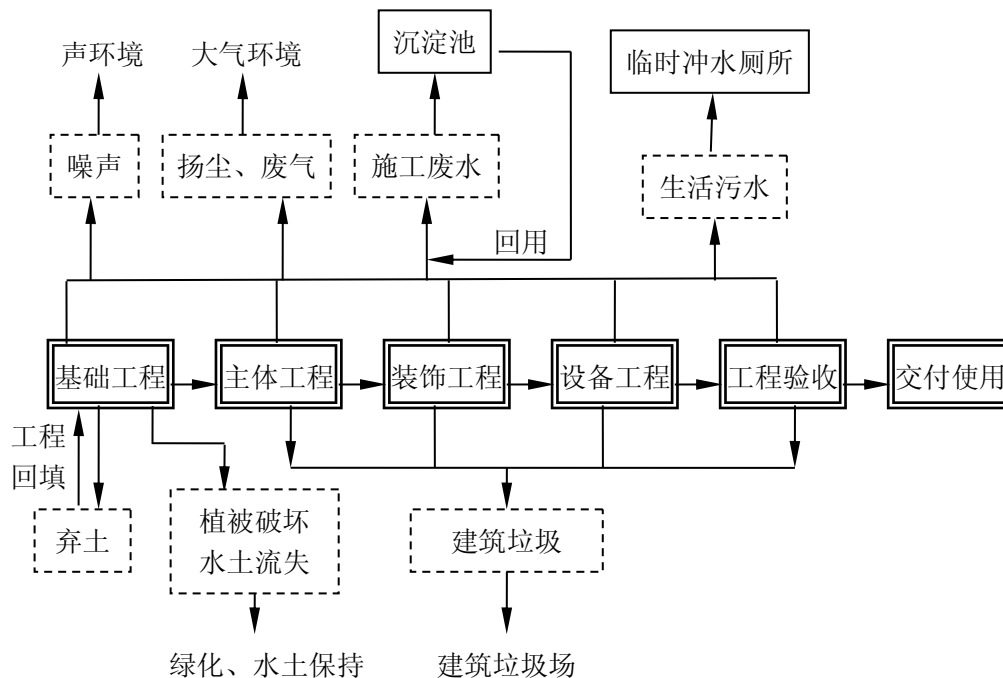 声环境
大气环境
沉淀池
临时冲水厕所
噪声
扬尘、废气
施工废水
生活污水
回用
基础工程
主体工程
装饰工程
设备工程
工程验收
交付使用
工程
回填
弃土
植被破坏
水土流失
建筑垃圾
绿化、水土保持
建筑垃圾场